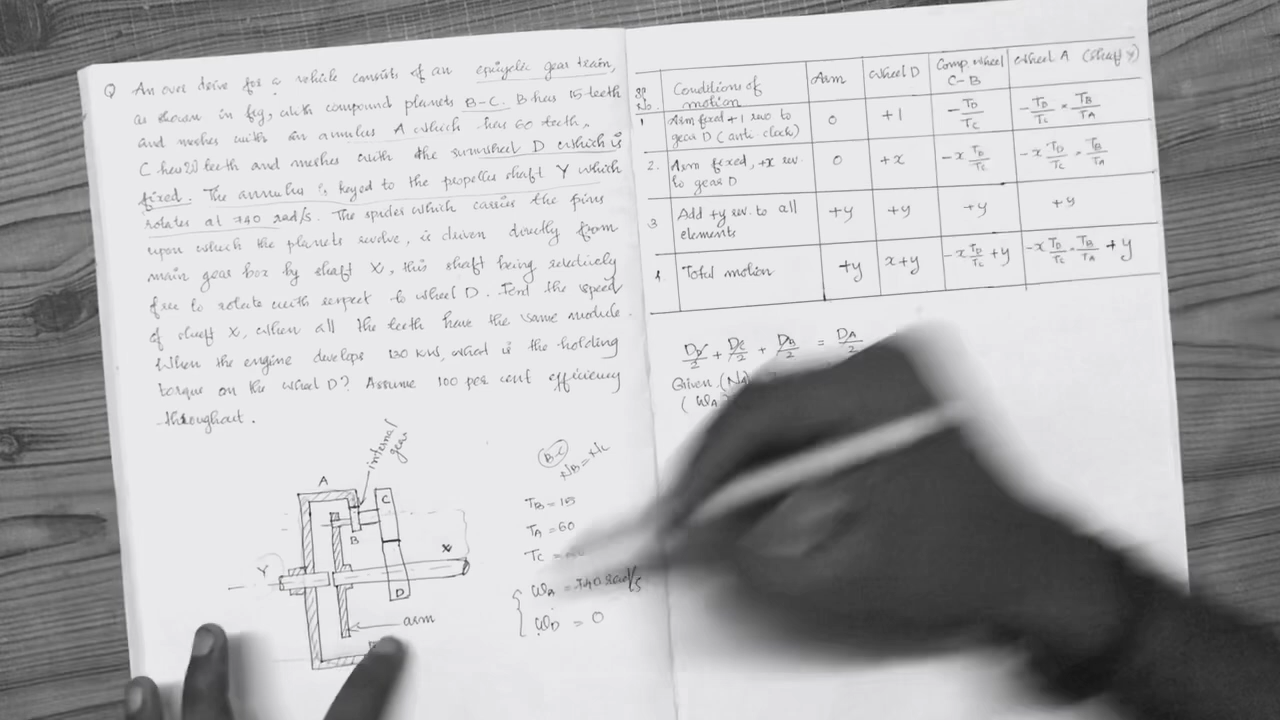 Q An over drive for a vehicle consists of an epicyclic gear train,
as shown in fig, with compound planets B-C. B has 15 teeth
and meshes with an annulus A which has 60 teeth.
C has 20 teeth and meshes with the sunwheel D which is
fixed. The annulus is keyed to the propeller shaft Y which
rotates at 740 rad/s. The spider which carries the pins
upon which the planets revolve, is driven directly from
main gear box by shaft X, this shaft being relatively
free to rotate with respect to wheel D. Find the speed
of shaft X, when all the teeth have the same module.
When the engine develops 130 kW, what is the holding
torque on the wheel D? Assume 100 per cent efficiency
throughout.
internal gear
A
C
B
Y
X
D
arm
B-C
NB = NC
TB = 15
TA = 60
TC =
ωA = 740 rad/s
ωD = 0
Sr No. Conditions of motion Arm Wheel D Comp. wheel C-B Wheel A (Shaft Y)
1 Arm fixed +1 rev to gear D (anti clock) 0 +1 -TD/TC -TD/TC × TB/TA
2. Arm fixed, +x rev. to gear D 0 +x -x TD/TC -x TD/TC × TB/TA
3 Add +y rev. to all elements +y +y +y +y
4. Total motion +y x+y -x TD/TC + y -x TD/TC × TB/TA + y
DD/2 + DC/2 + DB/2 = DA/2
Given (NA)
(ωA)